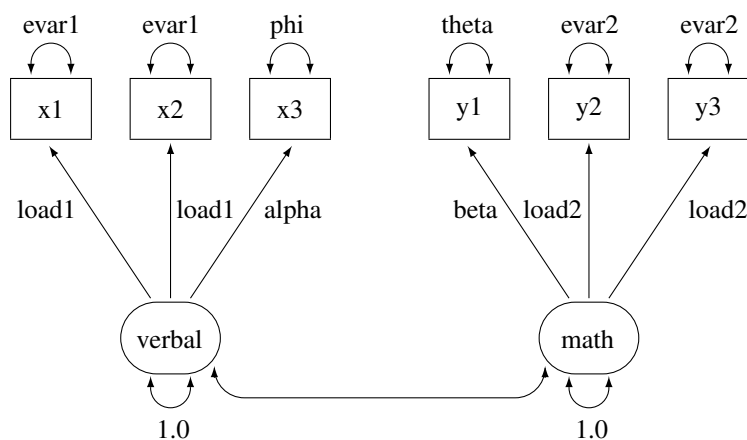 evar1 evar1 phi theta evar2 evar2
x1 x2 x3 y1 y2 y3
load1 load1 alpha beta load2 load2
verbal math
1.0 1.0